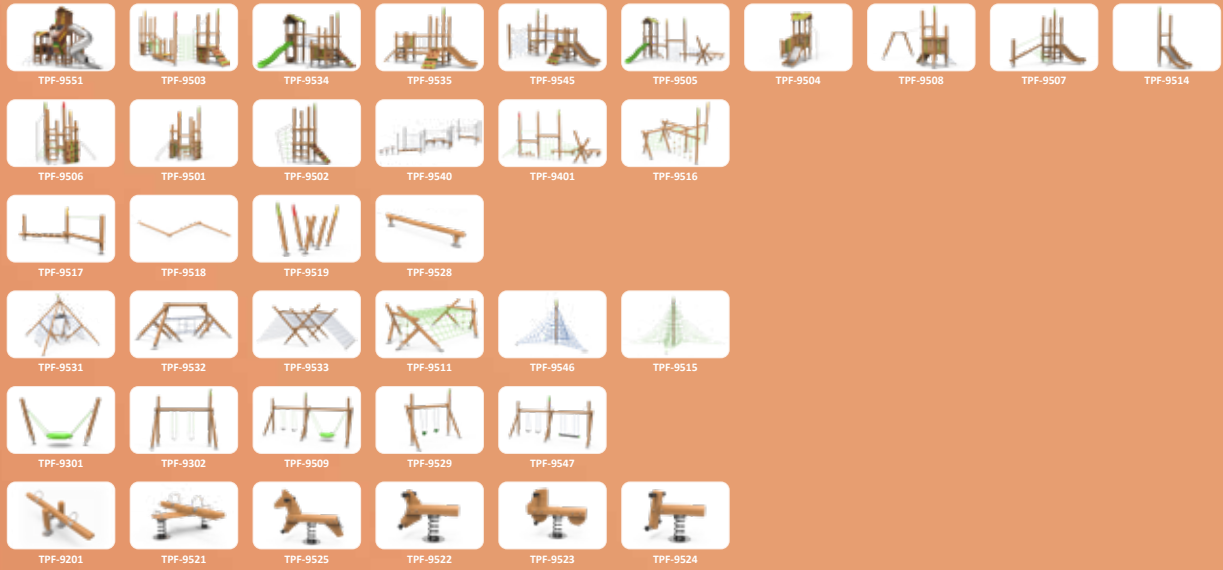 TPF-9551 TPF-9503 TPF-9534 TPF-9535 TPF-9545 TPF-9505 TPF-9504 TPF-9508 TPF-9507 TPF-9514
TPF-9506 TPF-9501 TPF-9502 TPF-9540 TPF-9401 TPF-9516
TPF-9517 TPF-9518 TPF-9519 TPF-9528
TPF-9531 TPF-9532 TPF-9533 TPF-9511 TPF-9546 TPF-9515
TPF-9301 TPF-9302 TPF-9509 TPF-9529 TPF-9547
TPF-9201 TPF-9521 TPF-9525 TPF-9522 TPF-9523 TPF-9524